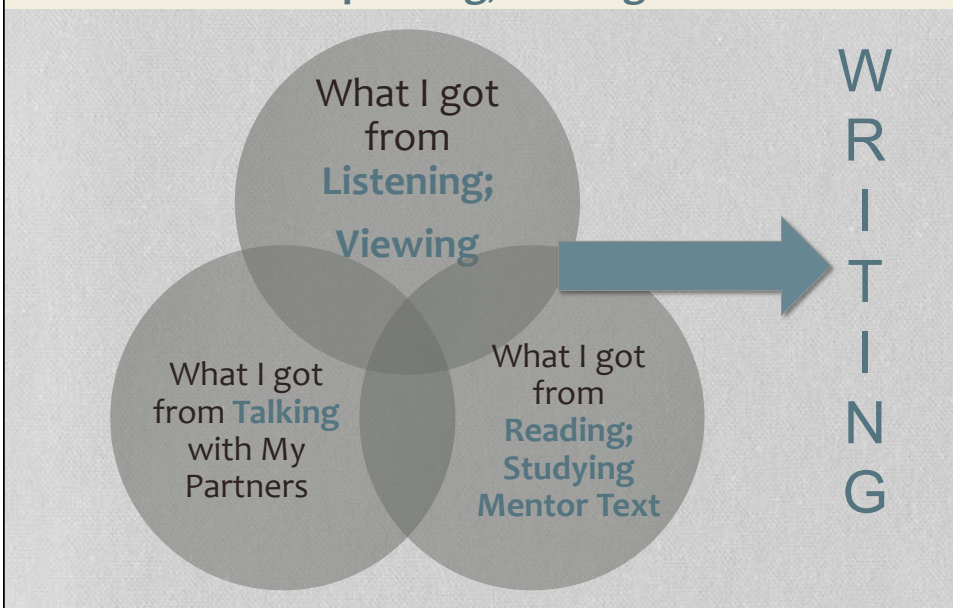 What I got
from
Listening;
Viewing
What I got
from Talking
with My
Partners
What I got
from
Reading;
Studying
Mentor Text
W
R
I
T
I
N
G